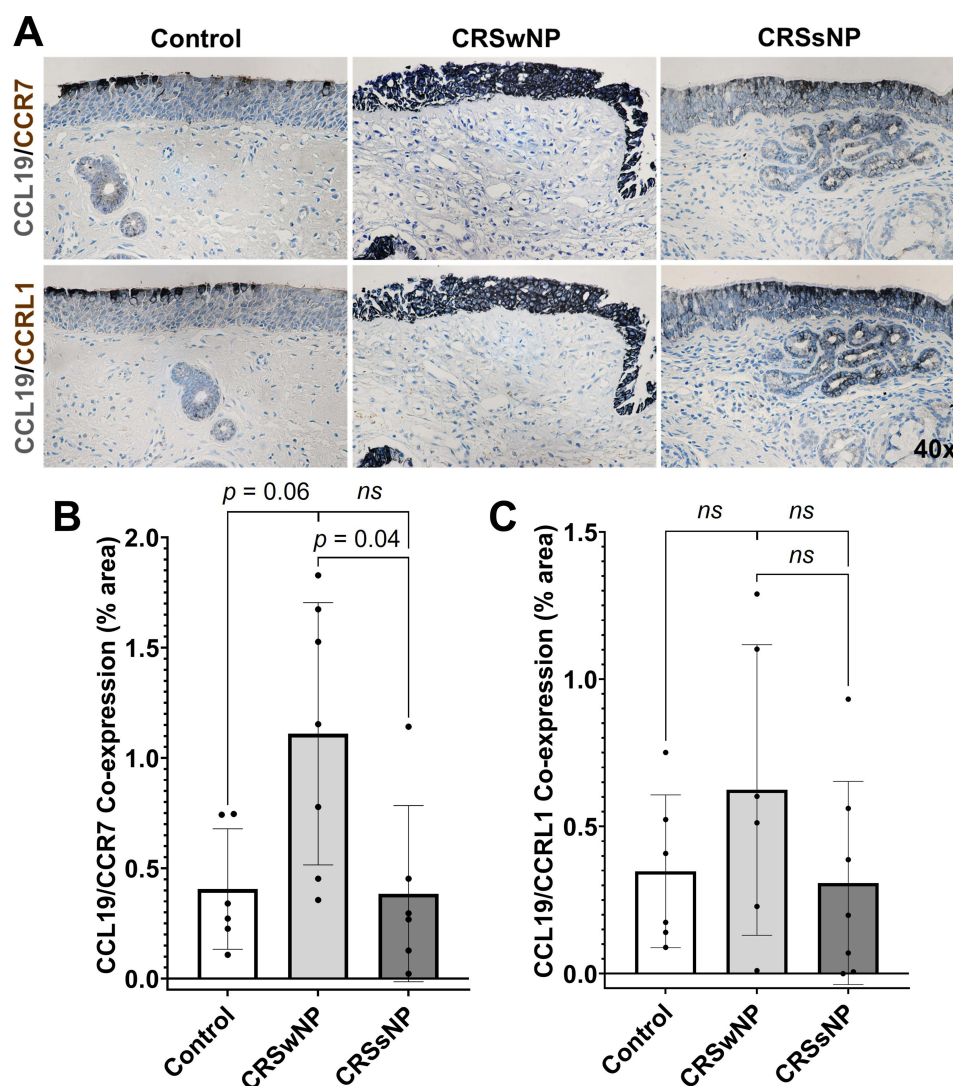 A
Control
CRSwNP
CRSsNP
CCL19/CCR7
CCL19/CCRL1
40x
B
p = 0.06
ns
p = 0.04
CCL19/CCR7 Co-expression (% area)
2.0
1.5
1.0
0.5
0.0
Control
CRSwNP
CRSsNP
C
ns
ns
ns
CCL19/CCRL1 Co-expression (% area)
1.5
1.0
0.5
0.0
Control
CRSwNP
CRSsNP